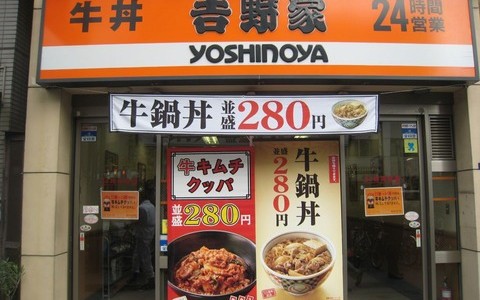 牛丼 吉野家 24時間営業
YOSHINOYA
牛鍋丼 並盛280円
牛キムチクッパ
並盛280円
牛鍋丼
並盛280円